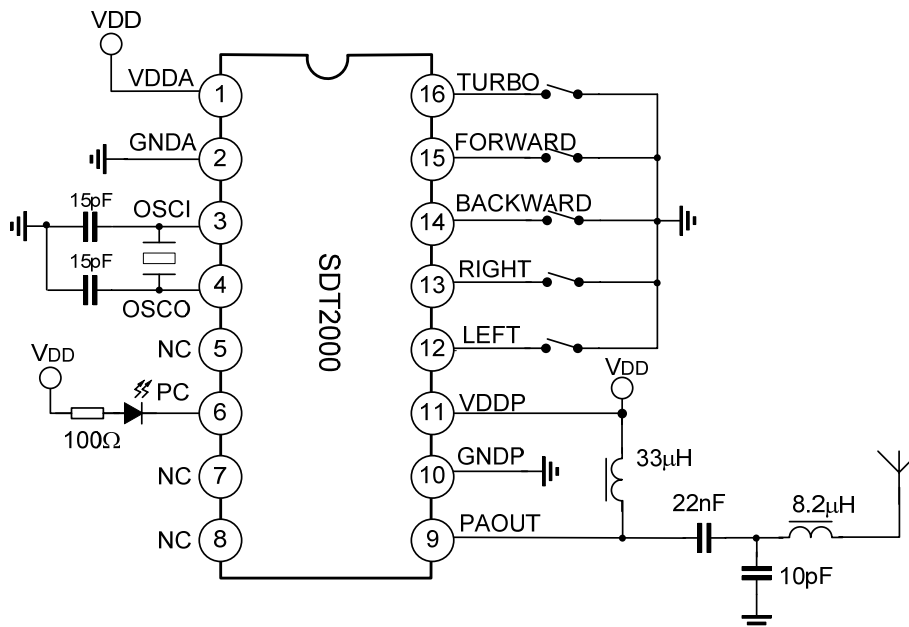 VDD
VDDA
1
GNDA
2
15pF
OSCI
3
15pF
OSCO
4
NC
5
VDD
PC
6
100Ω
NC
7
NC
8
SDT2000
16
TURBO
15
FORWARD
14
BACKWARD
13
RIGHT
12
LEFT
VDD
11
VDDP
33μH
10
GNDP
9
PAOUT
22nF
8.2μH
10pF